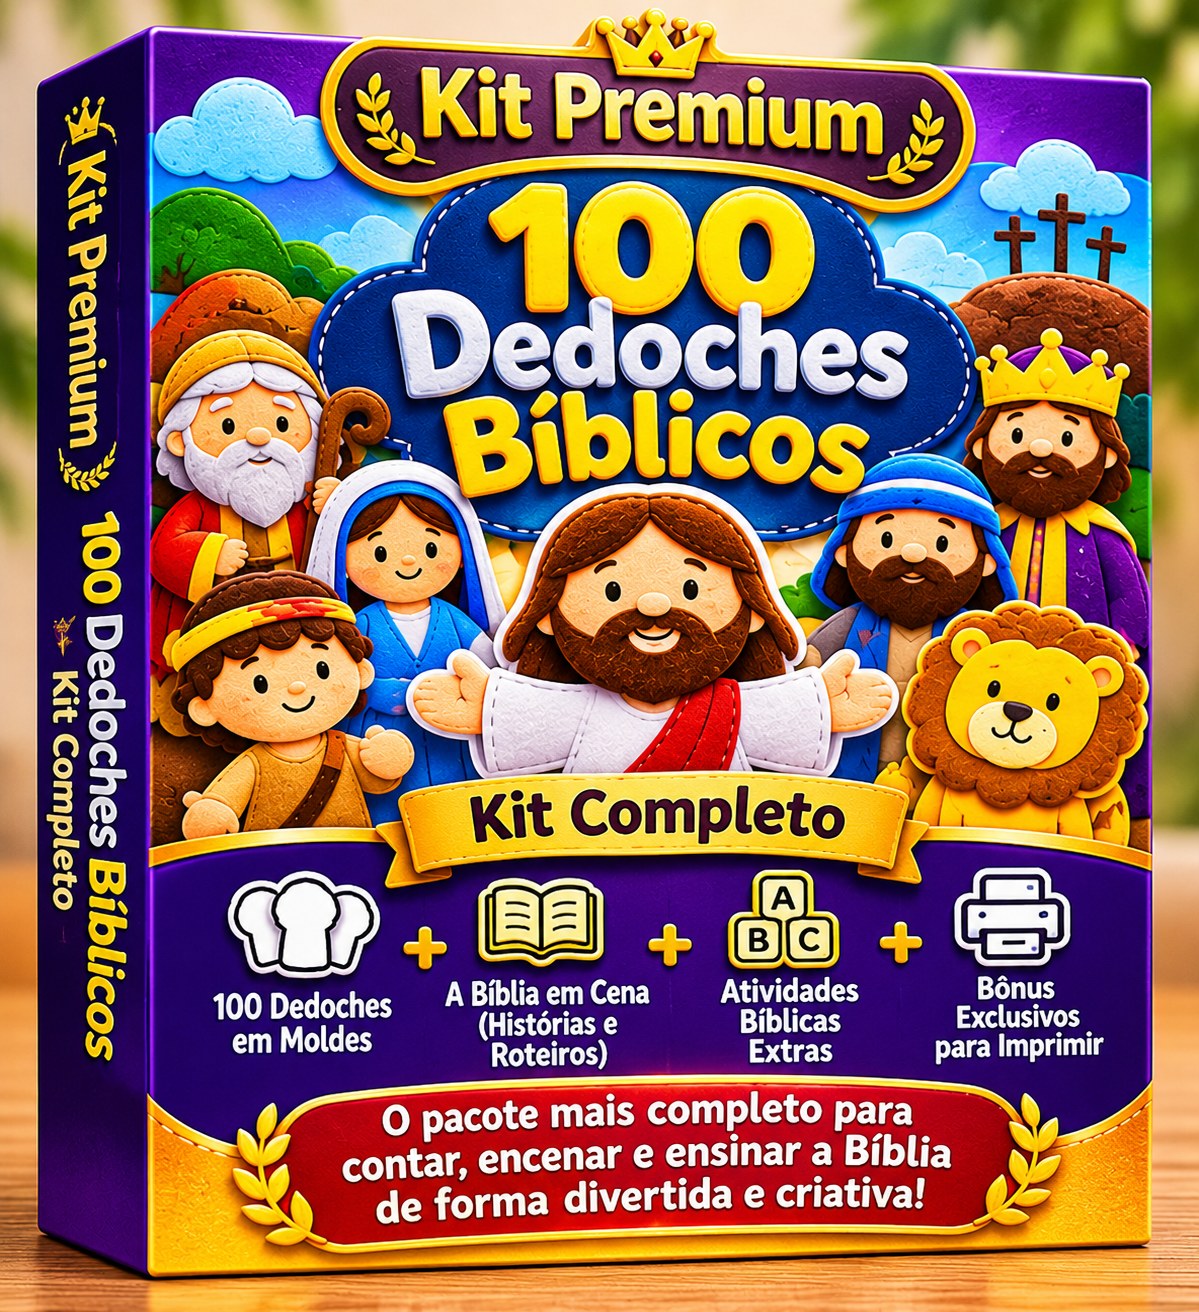 Kit Premium
100
Dedoches
Bíblicos
Kit Completo
100 Dedoches
em Moldes
A Bíblia em Cena
(Histórias e
Roteiros)
A
B C
Atividades
Bíblicas
Extras
Bônus
Exclusivos
para Imprimir
O pacote mais completo para
contar, encenar e ensinar a Bíblia
de forma divertida e criativa!
Kit Premium
100 Dedoches Bíblicos
Kit Completo